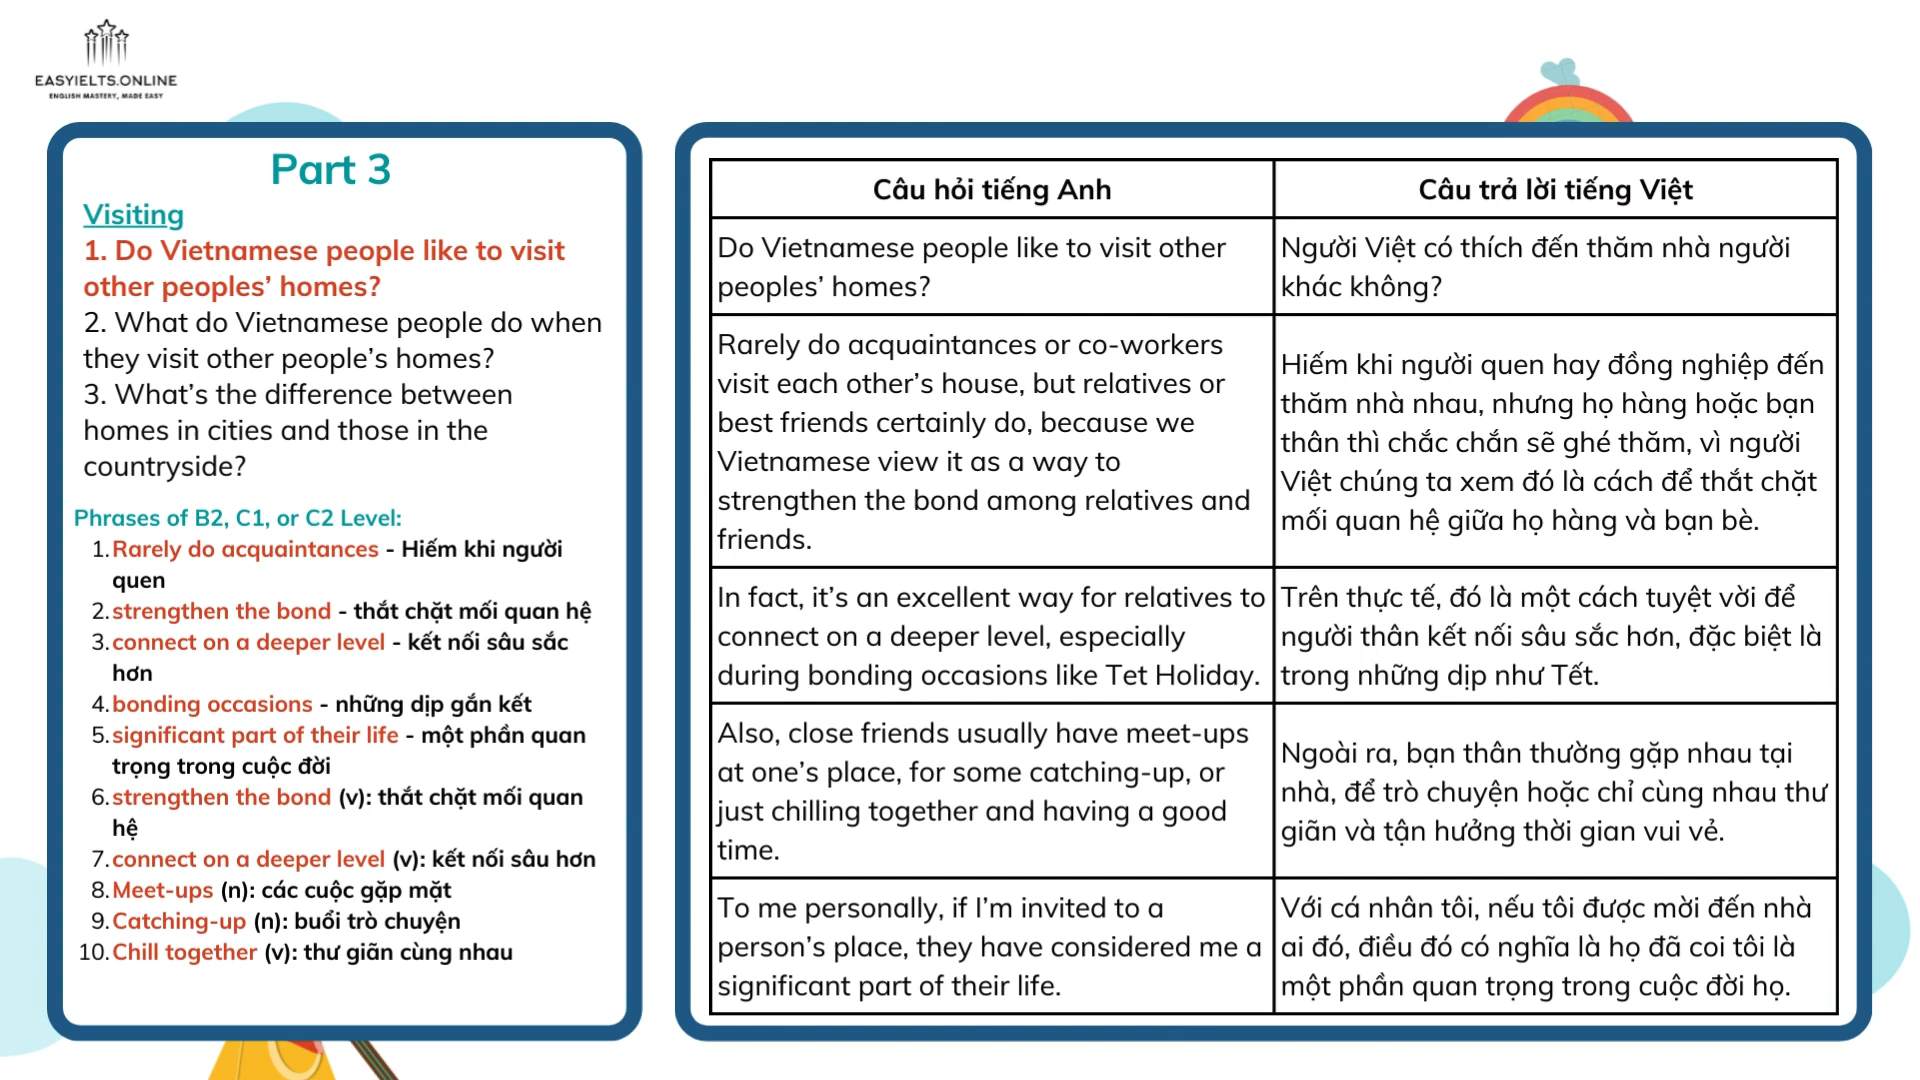 EASYIELTS.ONLINE
ENGLISH MASTERY, MADE EASY
Part 3
Visiting
1. Do Vietnamese people like to visit
other peoples’ homes?
2. What do Vietnamese people do when
they visit other people’s homes?
3. What’s the difference between
homes in cities and those in the
countryside?
Phrases of B2, C1, or C2 Level:
1. Rarely do acquaintances - Hiếm khi người
quen
2. strengthen the bond - thắt chặt mối quan hệ
3. connect on a deeper level - kết nối sâu sắc
hơn
4. bonding occasions - những dịp gắn kết
5. significant part of their life - một phần quan
trọng trong cuộc đời
6. strengthen the bond (v): thắt chặt mối quan
hệ
7. connect on a deeper level (v): kết nối sâu hơn
8. Meet-ups (n): các cuộc gặp mặt
9. Catching-up (n): buổi trò chuyện
10. Chill together (v): thư giãn cùng nhau
Câu hỏi tiếng Anh
Câu trả lời tiếng Việt
Do Vietnamese people like to visit other
peoples’ homes?
Người Việt có thích đến thăm nhà người
khác không?
Rarely do acquaintances or co-workers
visit each other’s house, but relatives or
best friends certainly do, because we
Vietnamese view it as a way to
strengthen the bond among relatives and
friends.
Hiếm khi người quen hay đồng nghiệp đến
thăm nhà nhau, nhưng họ hàng hoặc bạn
thân thì chắc chắn sẽ ghé thăm, vì người
Việt chúng ta xem đó là cách để thắt chặt
mối quan hệ giữa họ hàng và bạn bè.
In fact, it’s an excellent way for relatives to
connect on a deeper level, especially
during bonding occasions like Tet Holiday.
Trên thực tế, đó là một cách tuyệt vời để
người thân kết nối sâu sắc hơn, đặc biệt là
trong những dịp như Tết.
Also, close friends usually have meet-ups
at one’s place, for some catching-up, or
just chilling together and having a good
time.
Ngoài ra, bạn thân thường gặp nhau tại
nhà, để trò chuyện hoặc chỉ cùng nhau thư
giãn và tận hưởng thời gian vui vẻ.
To me personally, if I’m invited to a
person’s place, they have considered me a
significant part of their life.
Với cá nhân tôi, nếu tôi được mời đến nhà
ai đó, điều đó có nghĩa là họ đã coi tôi là
một phần quan trọng trong cuộc đời họ.